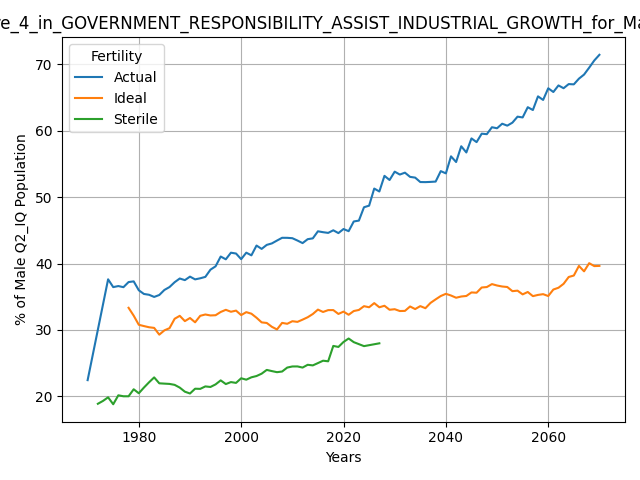 e_4_in_GOVERNMENT_RESPONSIBILITY_ASSIST_INDUSTRIAL_GROWTH_for_Ma
Fertility
Actual
Ideal
Sterile
% of Male Q2_IQ Population
70
60
50
40
30
20
1980
2000
2020
2040
2060
Years